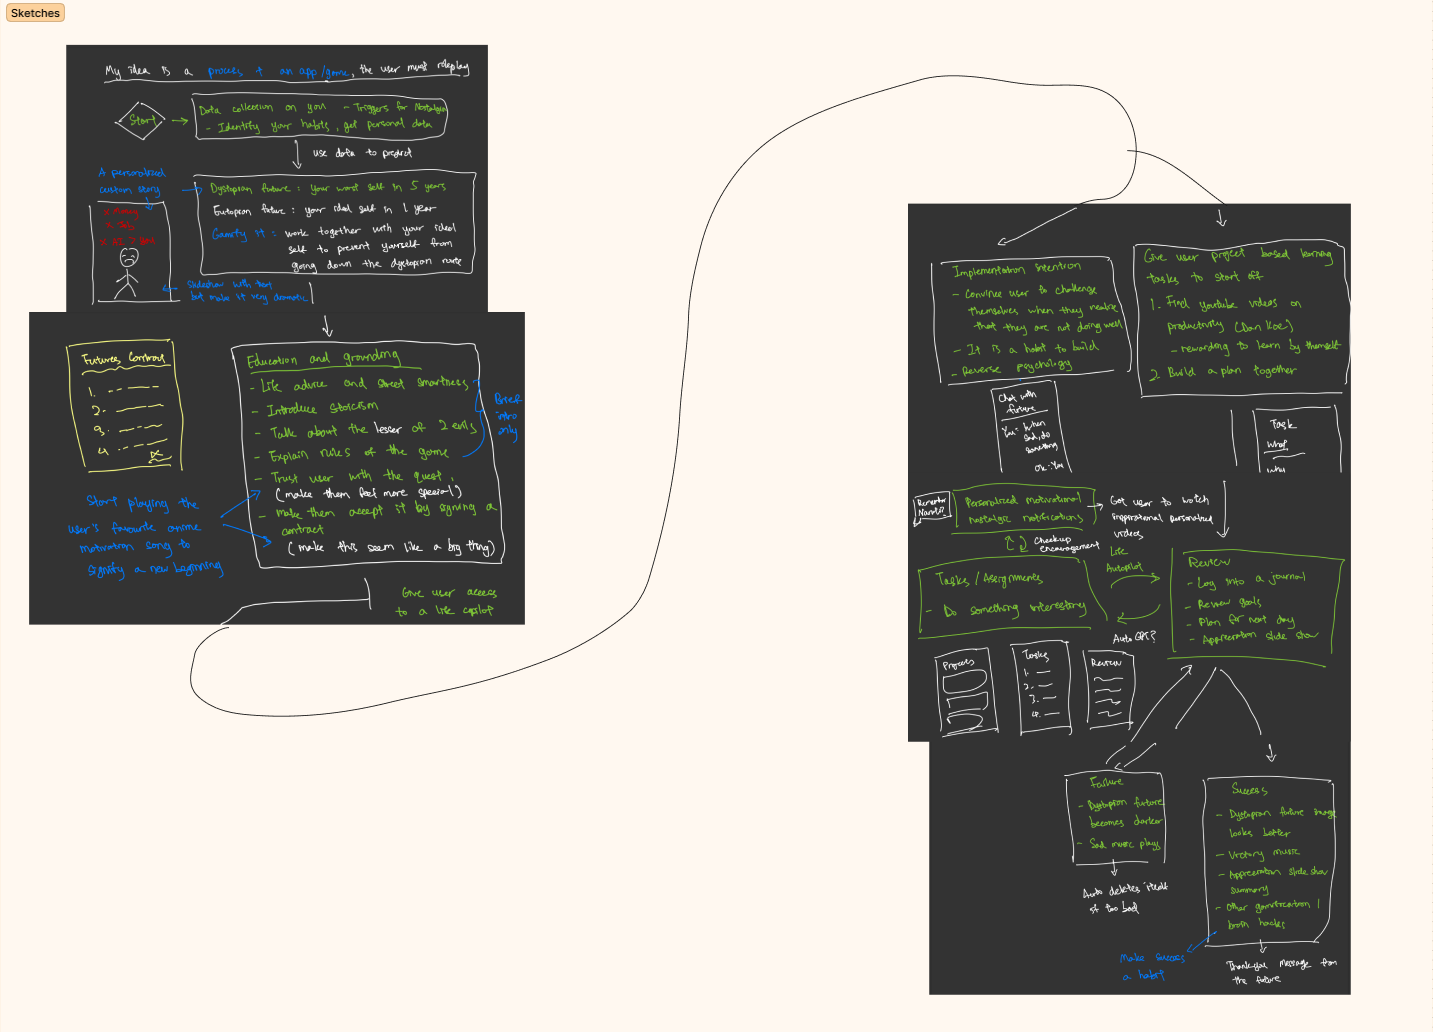 Sketches
My idea is a process + an app/game, the user must roleplay
Start
Data collection on you - Triggers for Nostalgia
- Identify your habits, get personal data
use data to predict
A personalized
custom story
x Money
Dystopian future : your worst self in 5 years
Eutopian future : your ideal self in 1 year
Gamify it : work together with your ideal
self to prevent yourself from
going down the dystopian route
slideshow with text
but make it very dramatic
Futures Contract
1.
2.
3.
4.
x
Education and grounding
- Life advice and street smartness
- Introduce stoicism
- Talk about the lesser of 2 evils
- Explain rules of the game
- Trust user with the quest,
(make them feel more special)
- make them accept it by signing a
contract
(make this seem like a big thing)
Brief
intro
only
Start playing the
user's favourite anime
motivation song to
signify a new beginning
Give user access
to a life copilot
Implementation intention
- Convince user to challenge
themselves when they realise
that they are not doing well
- It is a habit to build
- Reverse psychology
Give user project based learning
tasks to start off
1. Find youtube videos on
productivity (Dan Koe)
- rewarding to learn by themself
2. Build a plan together
Chat with
future
You: When
sad, do
something
Ok: You
Task
what
why
Remember
Naruto?
Personalized motivational
nostalgic notifications
Get user to watch
inspirational personalized
videos
Checkup
encouragement
Life
Autopilot
Tasks / Assignments
- Do something interesting
Auto GPT?
Review
- Log into a journal
- Review goals
- Plan for next day
- Appreciation slide show
Process
Tasks
1.
2.
3.
4.
Review
Failure
- Dystopian future
becomes darker
- Sad music plays
Auto deletes itself
if too bad
Success
- Dystopian future image
looks better
- Victory music
- Appreciation slide show
summary
- Other gamification /
brain hacks
Make success
a habit
Thankyou message from
the future